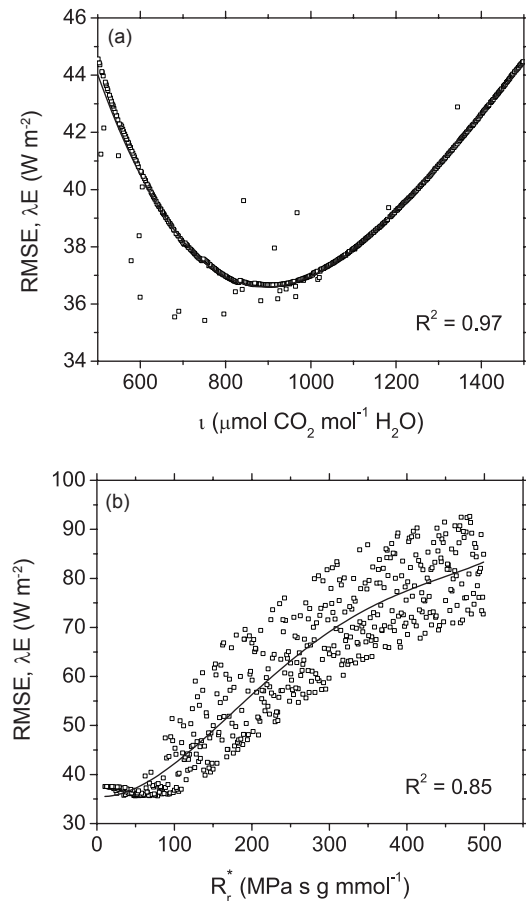 (a)
RMSE, λE (W m⁻²)
46
44
42
40
38
36
34
600 800 1000 1200 1400
R² = 0.97
ι (μmol CO₂ mol⁻¹ H₂O)
(b)
RMSE, λE (W m⁻²)
100
90
80
70
60
50
40
30
0 100 200 300 400 500
R² = 0.85
R*ᵣ (MPa s g mmol⁻¹)